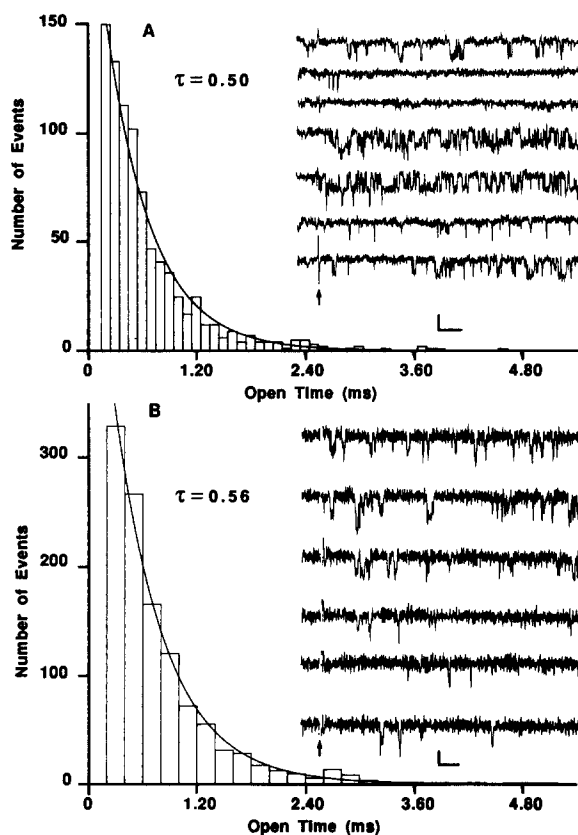 A
τ = 0.50
Number of Events
150
100
50
0
0 1.20 2.40 3.60 4.80
Open Time (ms)
B
τ = 0.56
Number of Events
300
200
100
0
0 1.20 2.40 3.60 4.80
Open Time (ms)